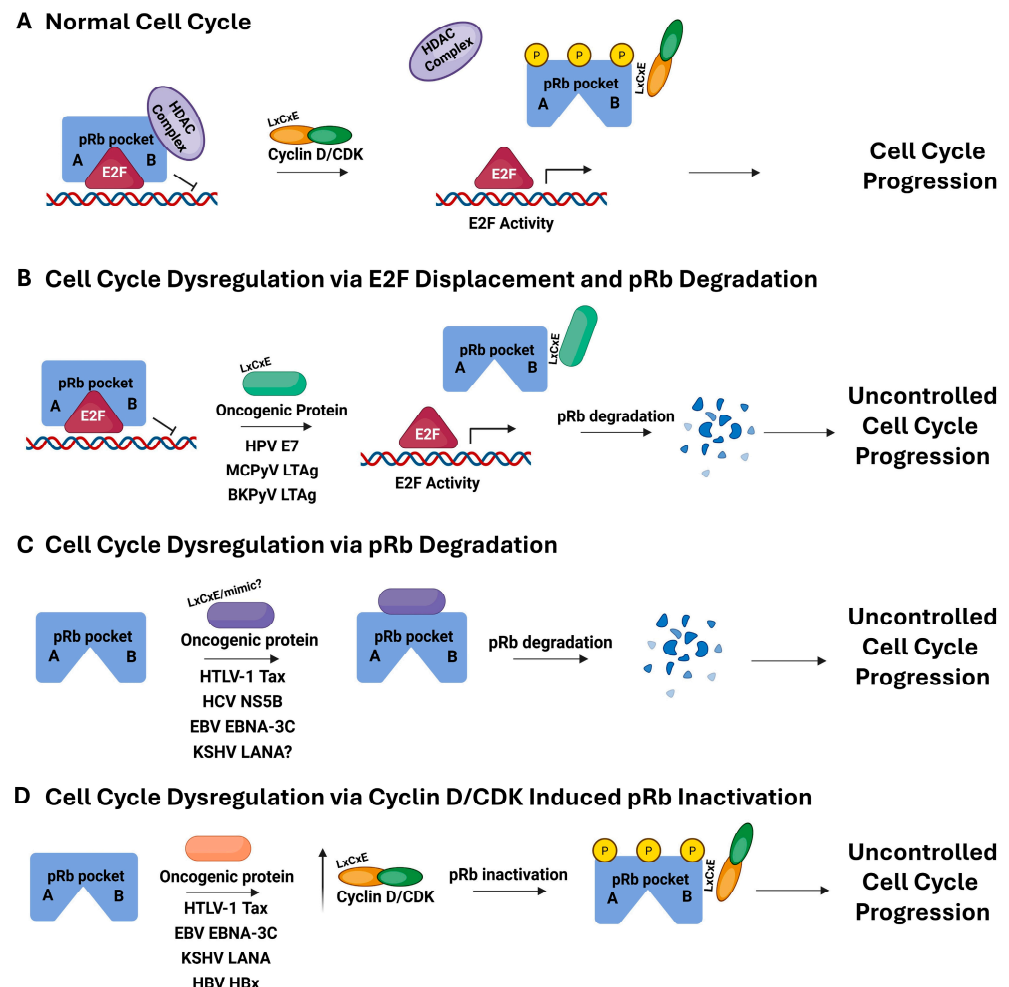 A Normal Cell Cycle
HDAC
Complex
P P P
pRb pocket
A B
LxCxE
HDAC
Complex
pRb pocket
A B
E2F
LxCxE
Cyclin D/CDK
E2F
E2F Activity
Cell Cycle
Progression
B Cell Cycle Dysregulation via E2F Displacement and pRb Degradation
pRb pocket
A B
E2F
LxCxE
Oncogenic Protein
HPV E7
MCPyV LTAg
BKPyV LTAg
pRb pocket
A B
LxCxE
E2F
E2F Activity
pRb degradation
Uncontrolled
Cell Cycle
Progression
C Cell Cycle Dysregulation via pRb Degradation
pRb pocket
A B
LxCxE/mimic?
Oncogenic protein
HTLV-1 Tax
HCV NS5B
EBV EBNA-3C
KSHV LANA?
pRb pocket
A B
pRb degradation
Uncontrolled
Cell Cycle
Progression
D Cell Cycle Dysregulation via Cyclin D/CDK Induced pRb Inactivation
A B
Oncogenic protein
HTLV-1 Tax
EBV EBNA-3C
KSHV LANA
HBV HBx
pRb pocket
LxCxE
Cyclin D/CDK
pRb inactivation
P P P
pRb pocket
A B
LxCxE
Uncontrolled
Cell Cycle
Progression